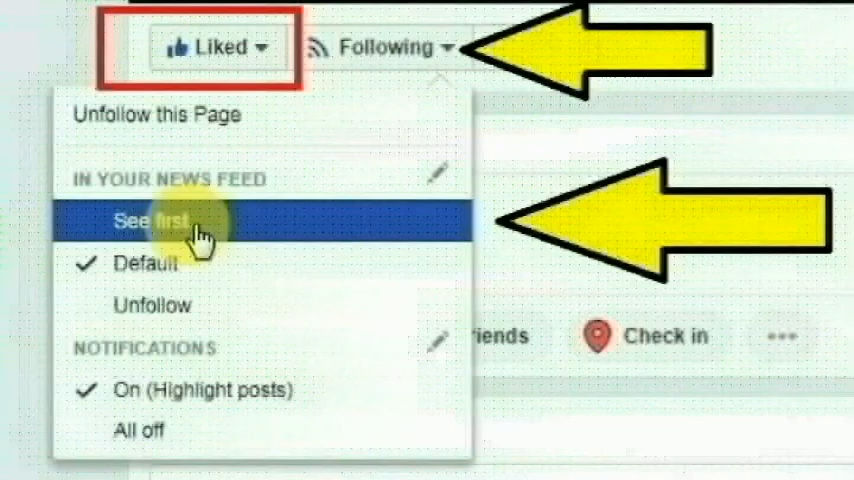 Liked Following
Unfollow this Page
IN YOUR NEWS FEED
See first
Default
Unfollow
riends Check in
NOTIFICATIONS
On (Highlight posts)
All off